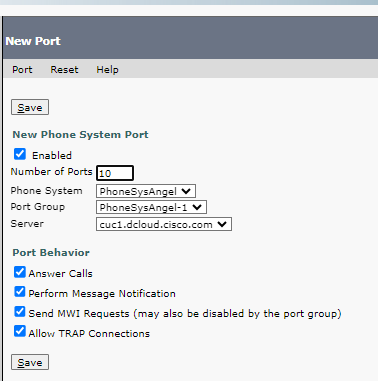 New Port
Port Reset Help
Save
New Phone System Port
Enabled
Number of Ports 10
Phone System PhoneSysAngel
Port Group PhoneSysAngel-1
Server cuc1.dcloud.cisco.com
Port Behavior
Answer Calls
Perform Message Notification
Send MWI Requests (may also be disabled by the port group)
Allow TRAP Connections
Save